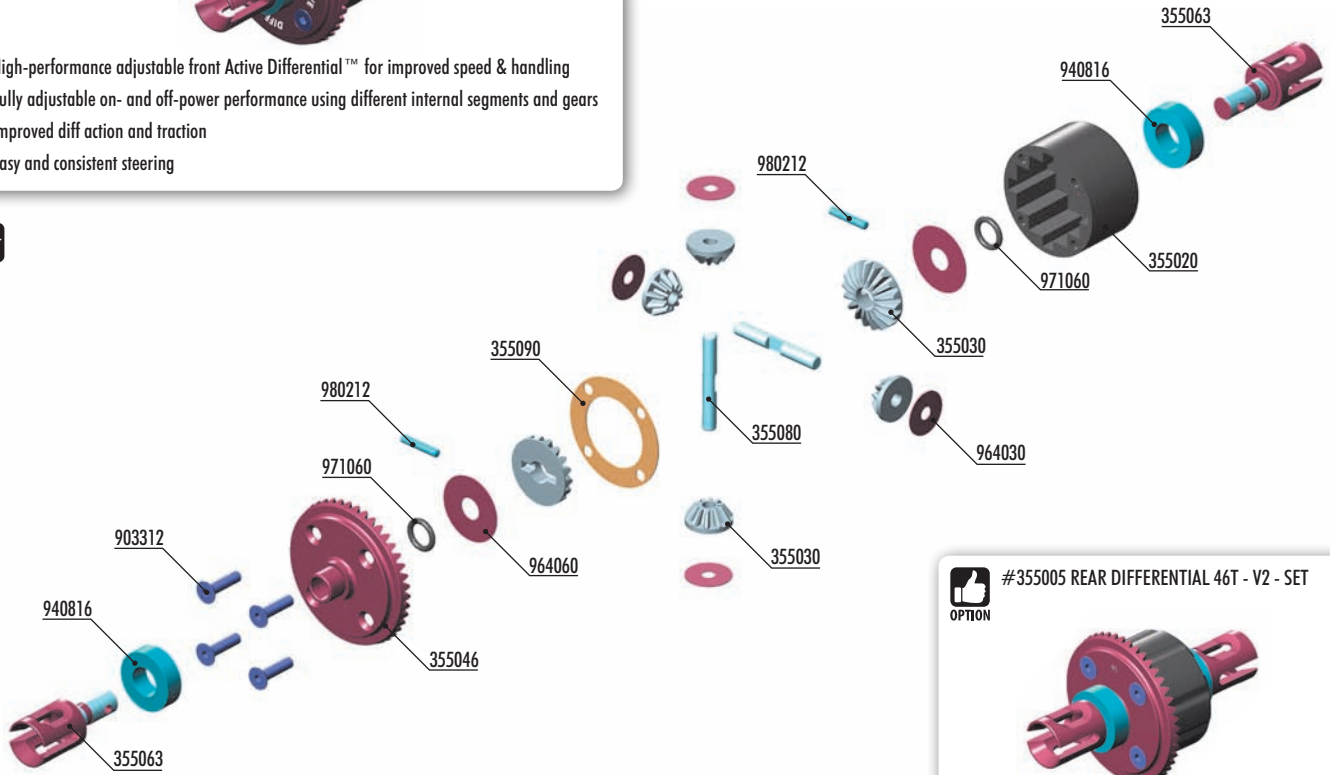 DIFF
High-performance adjustable front Active Differential™ for improved speed & handling
ully adjustable on- and off-power performance using different internal segments and gears
mproved diff action and traction
asy and consistent steering
355063
940816
980212
355020
971060
355030
355090
980212
355080
964030
971060
355030
903312
964060
940816
355046
355063
#355005 REAR DIFFERENTIAL 46T - V2 - SET
OPTION